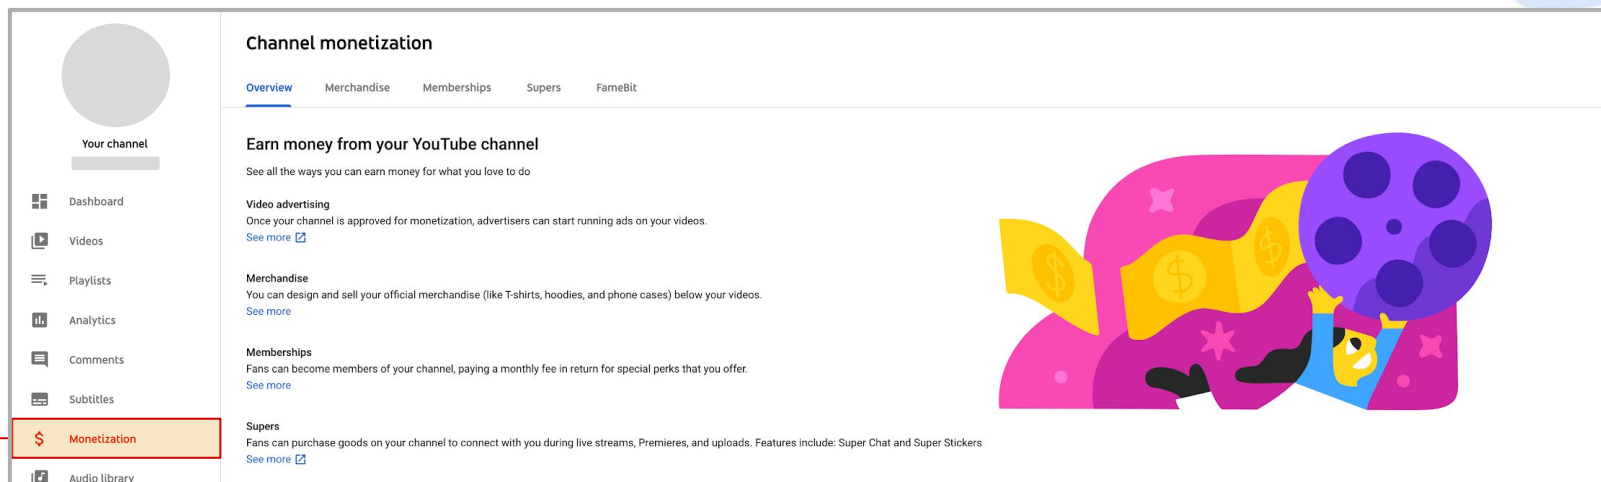 Channel monetization
Overview Merchandise Memberships Supers FameBit
Your channel
Dashboard
Videos
Playlists
Analytics
Comments
Subtitles
$ Monetization
Audio library
Earn money from your YouTube channel
See all the ways you can earn money for what you love to do
Video advertising
Once your channel is approved for monetization, advertisers can start running ads on your videos.
See more
Merchandise
You can design and sell your official merchandise (like T-shirts, hoodies, and phone cases) below your videos.
See more
Memberships
Fans can become members of your channel, paying a monthly fee in return for special perks that you offer.
See more
Supers
Fans can purchase goods on your channel to connect with you during live streams, Premieres, and uploads. Features include: Super Chat and Super Stickers
See more
$
$
$